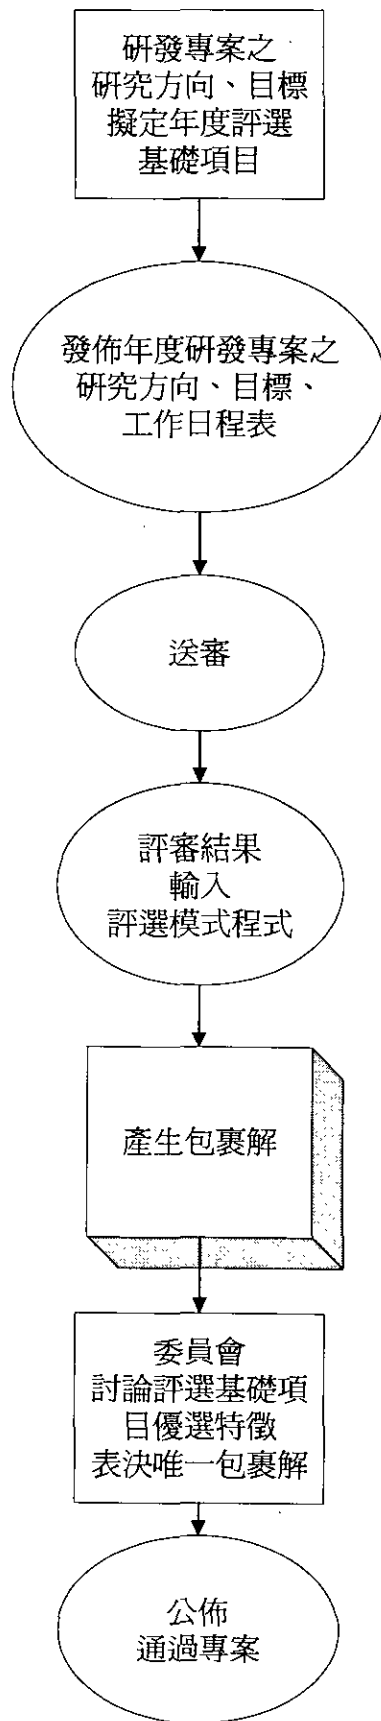 研發專案之
研究方向、目標
擬定年度評選
基礎項目
發佈年度研發專案之
研究方向、目標、
工作日程表
送審
評審結果
輸入
評選模式程式
產生包裹解
委員會
討論評選基礎項
目優選特徵
表決唯一包裹解
公佈
通過專案